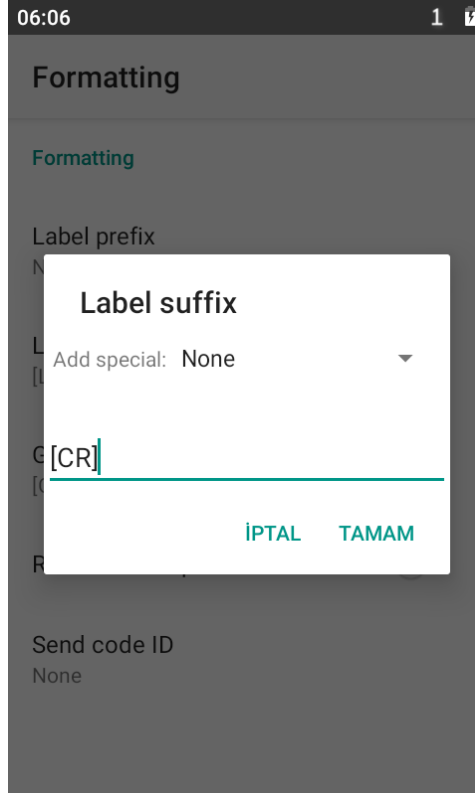 06:06 1
Formatting
Formatting
Label prefix
Label suffix
Add special: None
[CR]
İPTAL TAMAM
Send code ID
None